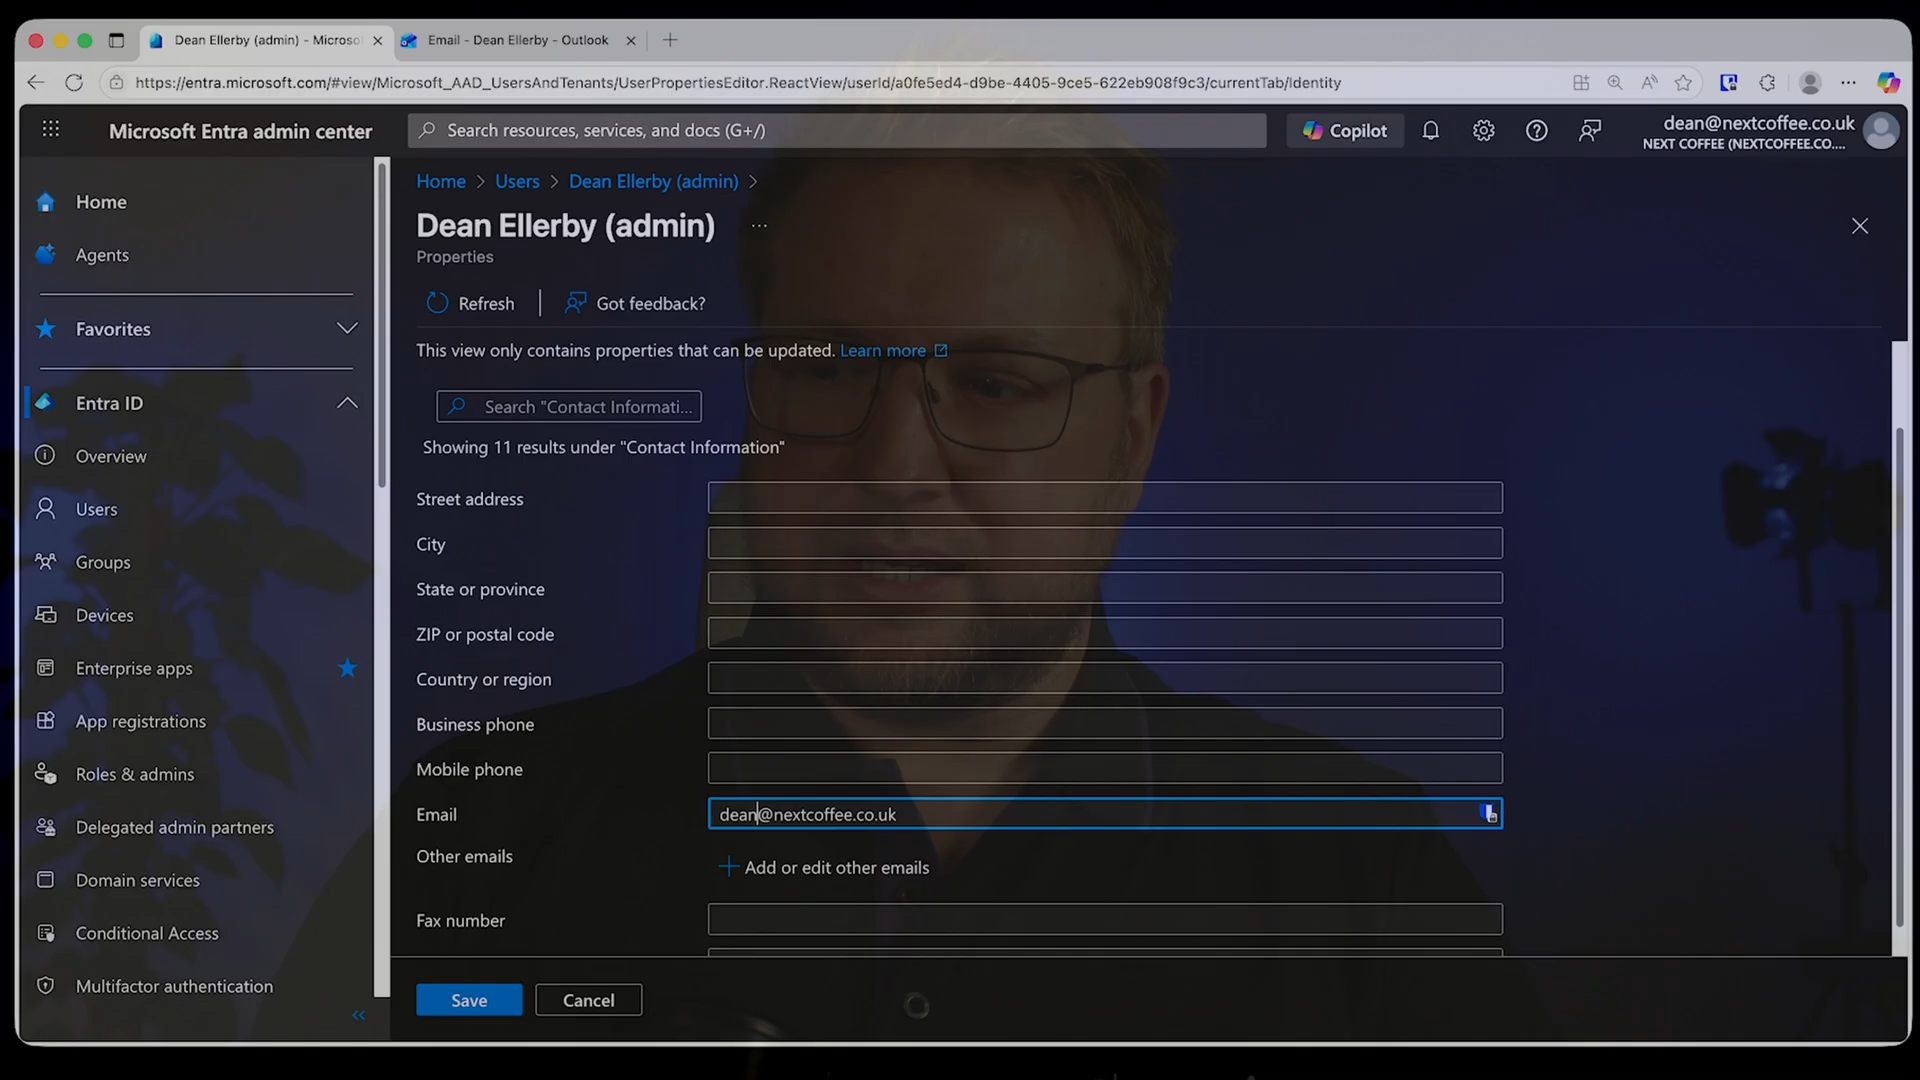 Dean Ellerby (admin) - Microso
Email - Dean Ellerby - Outlook
https://entra.microsoft.com/#view/Microsoft_AAD_UsersAndTenants/UserPropertiesEditor.ReactView/userId/a0fe5ed4-d9be-4405-9ce5-622eb908f9c3/currentTab/Identity
Microsoft Entra admin center
Search resources, services, and docs (G+/)
Copilot
dean@nextcoffee.co.uk
NEXT COFFEE (NEXTCOFFEE.CO....
Home
Agents
Favorites
Entra ID
Overview
Users
Groups
Devices
Enterprise apps
App registrations
Roles & admins
Delegated admin partners
Domain services
Conditional Access
Multifactor authentication
Home > Users > Dean Ellerby (admin) >
Dean Ellerby (admin) ...
Properties
Refresh
Got feedback?
This view only contains properties that can be updated. Learn more
Search "Contact Informati...
Showing 11 results under "Contact Information"
Street address
City
State or province
ZIP or postal code
Country or region
Business phone
Mobile phone
Email
dean@nextcoffee.co.uk
Other emails
Add or edit other emails
Fax number
Save
Cancel